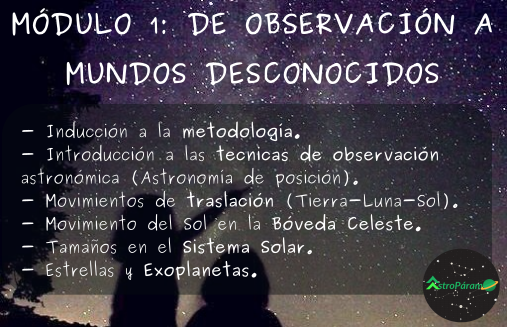 MÓDULO 1: DE OBSERVACIÓN A
MUNDOS DESCONOCIDOS
- Inducción a la metodología.
- Introducción a las tecnicas de observación
astronómica (Astronomía de posición).
- Movimientos de traslación (Tierra-Luna-Sol).
- Movimiento del Sol en la Bóveda Celeste.
- Tamaños en el Sistema Solar.
- Estrellas y Exoplanetas.
AstroPáramo